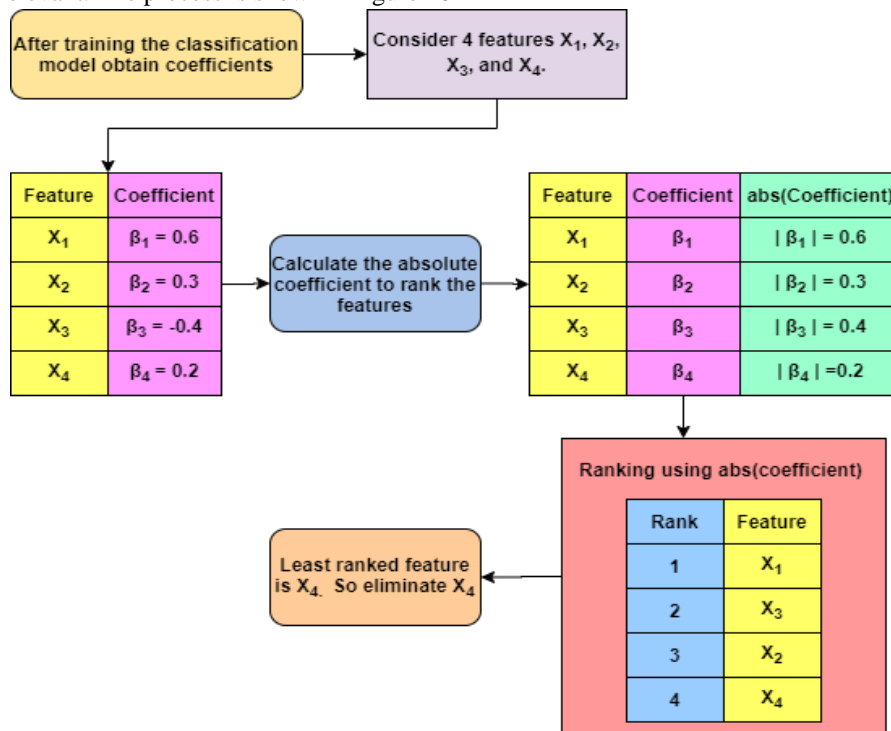 After training the classification
model obtain coefficients
Consider 4 features X₁, X₂,
X₃, and X₄.
Feature Coefficient
X₁ β₁ = 0.6
X₂ β₂ = 0.3
X₃ β₃ = -0.4
X₄ β₄ = 0.2
Calculate the absolute
coefficient to rank the
features
Feature Coefficient abs(Coefficient)
X₁ β₁ | β₁ | = 0.6
X₂ β₂ | β₂ | = 0.3
X₃ β₃ | β₃ | = 0.4
X₄ β₄ | β₄ | =0.2
Ranking using abs(coefficient)
Rank Feature
1 X₁
2 X₃
3 X₂
4 X₄
Least ranked feature
is X₄. So eliminate X₄